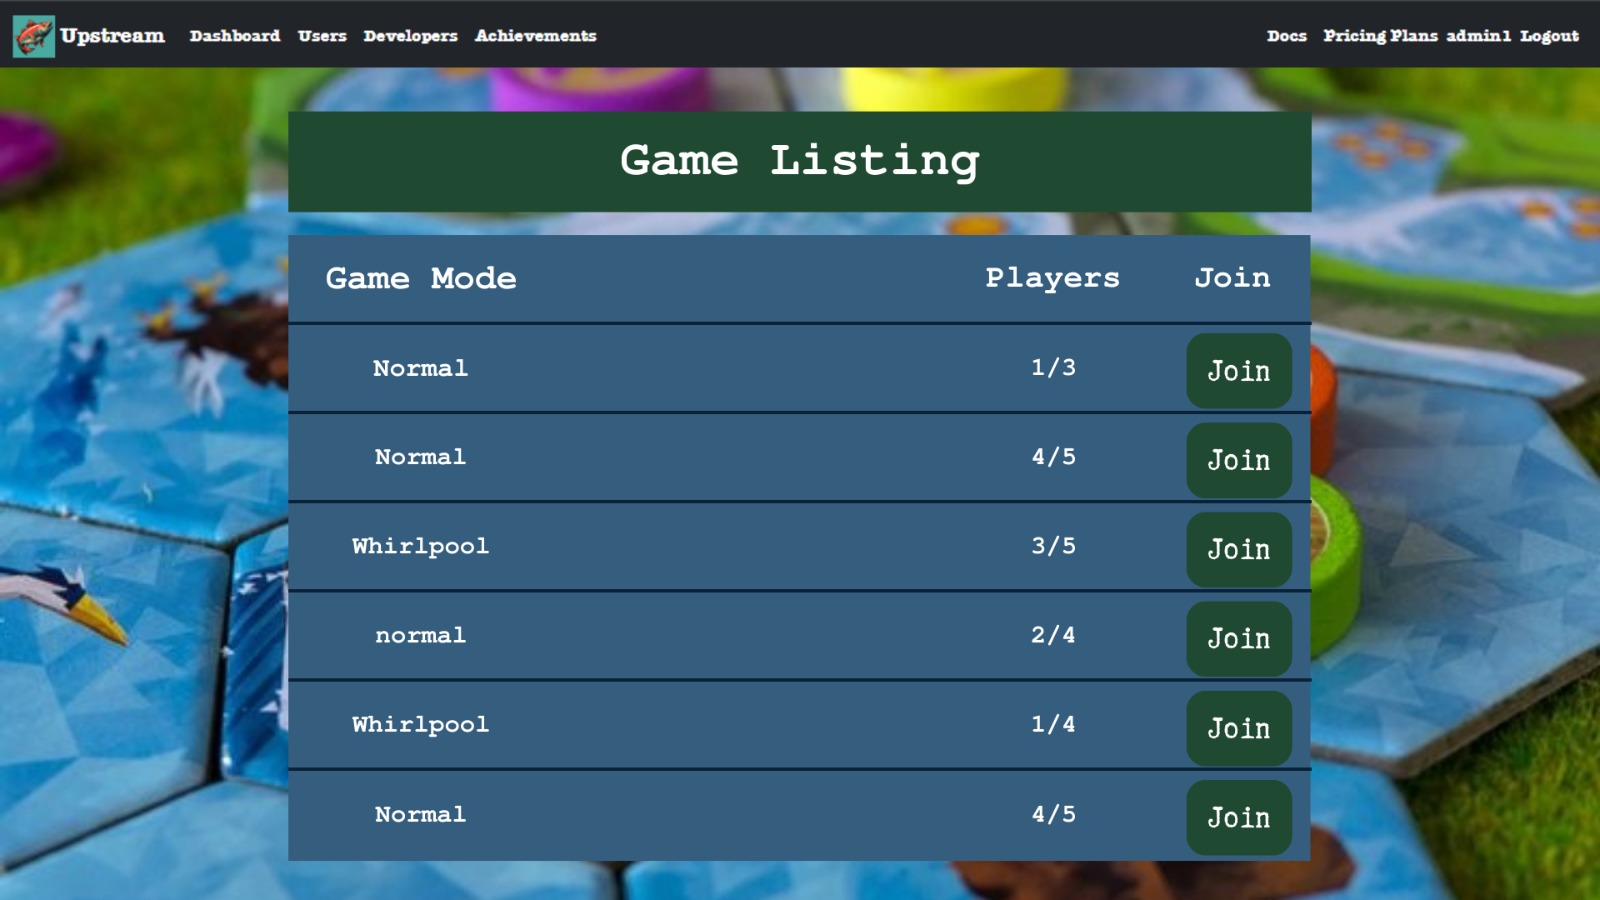 Upstream Dashboard Users Developers Achievements Docs Pricing Plans admin1 Logout
Game Listing
Game Mode Players Join
Normal 1/3 Join
Normal 4/5 Join
Whirlpool 3/5 Join
normal 2/4 Join
Whirlpool 1/4 Join
Normal 4/5 Join